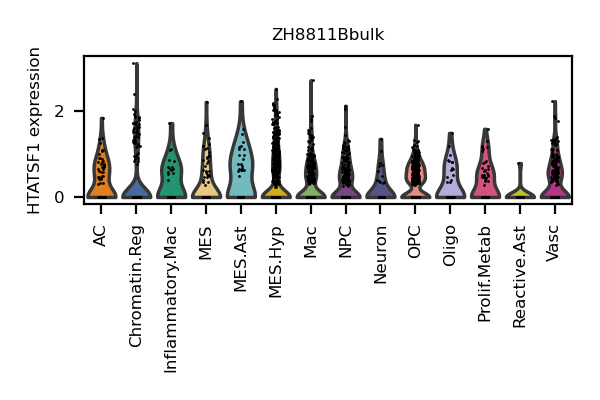 ZH8811Bbulk
HTATSF1 expression
2
0
AC
Chromatin.Reg
Inflammatory.Mac
MES
MES.Ast
MES.Hyp
Mac
NPC
Neuron
OPC
Oligo
Prolif.Metab
Reactive.Ast
Vasc